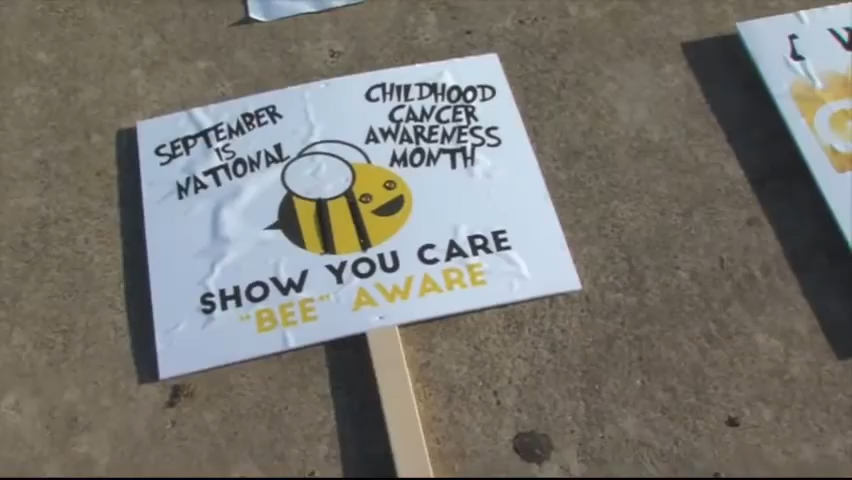 SEPTEMBER
IS
NATIONAL
CHILDHOOD
CANCER
AWARENESS
MONTH
SHOW YOU CARE
"BEE" AWARE